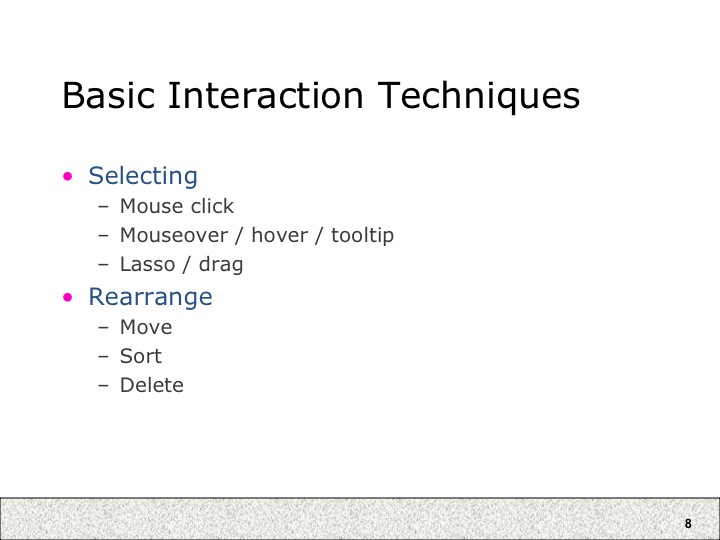 Basic Interaction Techniques
• Selecting
– Mouse click
– Mouseover / hover / tooltip
– Lasso / drag
• Rearrange
– Move
– Sort
– Delete
8